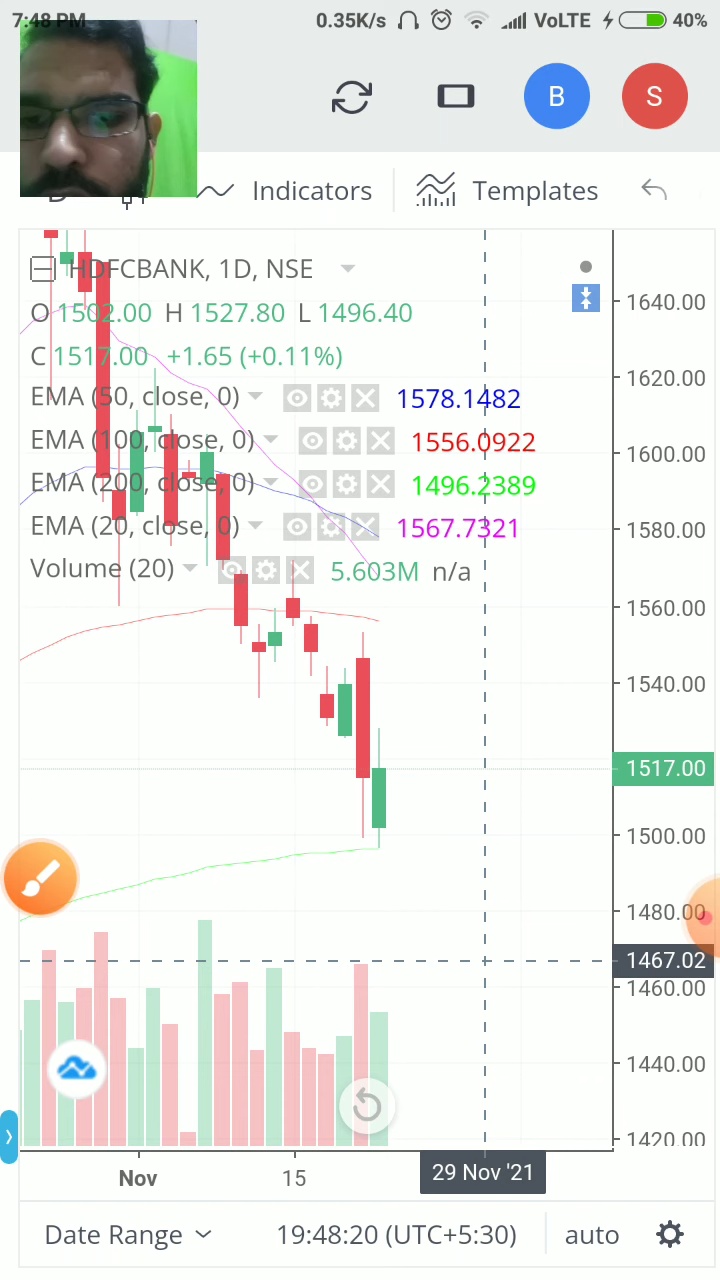 7:48 PM 0.35K/s VoLTE 40%
B S
D Indicators Templates
HDFCBANK, 1D, NSE
O 1502.00 H 1527.80 L 1496.40
C 1517.00 +1.65 (+0.11%)
EMA (50, close, 0) 1578.1482
EMA (100, close, 0) 1556.0922
EMA (200, close, 0) 1496.2389
EMA (20, close, 0) 1567.7321
Volume (20) 5.603M n/a
1640.00
1620.00
1600.00
1580.00
1560.00
1540.00
1517.00
1500.00
1480.00
1467.02
1460.00
1440.00
1420.00
Nov 15 29 Nov '21
Date Range 19:48:20 (UTC+5:30) auto